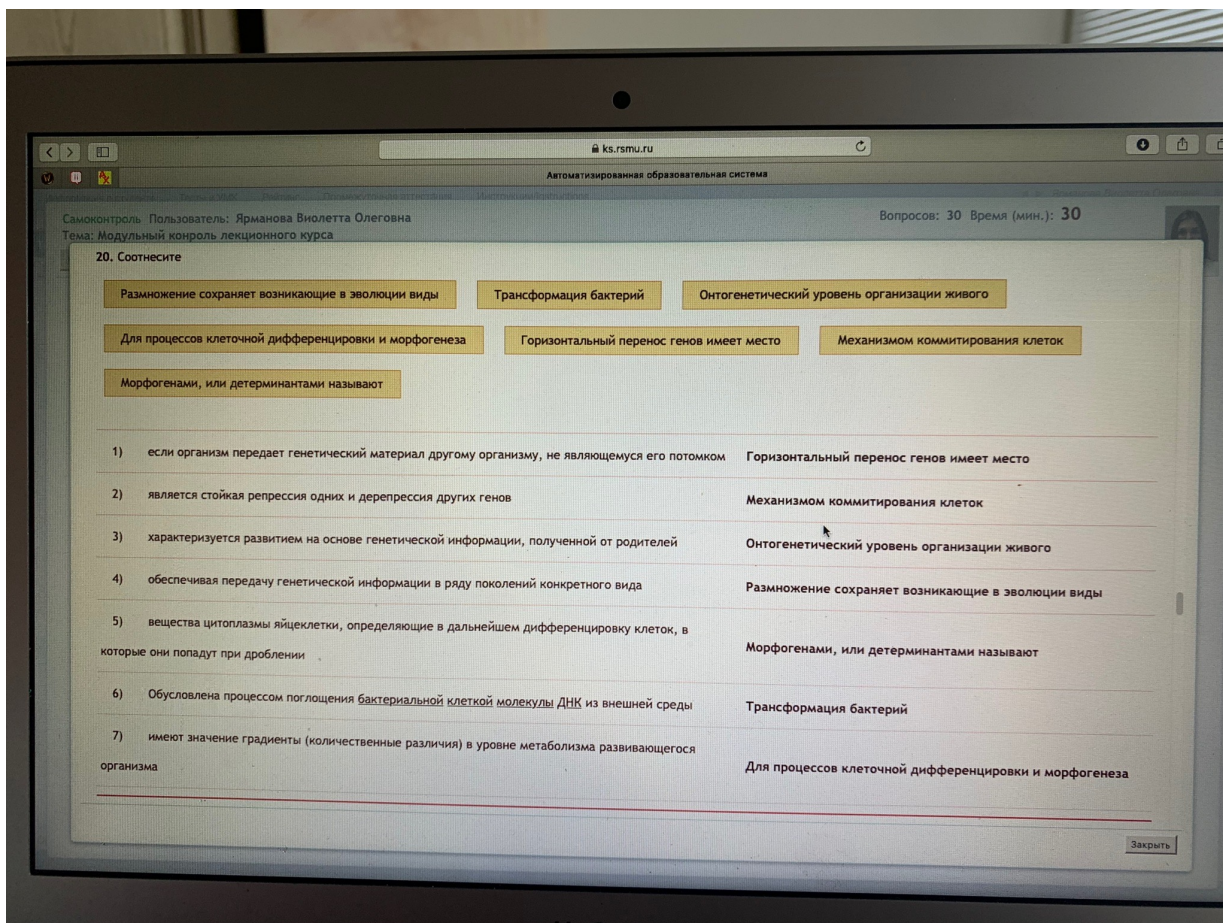 ks.rsmu.ru
Автоматизированная образовательная система
Самоконтроль Пользователь: Ярманова Виолетта Олеговна
Вопросов: 30 Время (мин.): 30
Тема: Модульный конроль лекционного курса
20. Соотнесите
Размножение сохраняет возникающие в эволюции виды
Трансформация бактерий
Онтогенетический уровень организации живого
Для процессов клеточной дифференцировки и морфогенеза
Горизонтальный перенос генов имеет место
Механизмом коммитирования клеток
Морфогенами, или детерминантами называют
1) если организм передает генетический материал другому организму, не являющемуся его потомком
Горизонтальный перенос генов имеет место
2) является стойкая репрессия одних и дерепрессия других генов
Механизмом коммитирования клеток
3) характеризуется развитием на основе генетической информации, полученной от родителей
Онтогенетический уровень организации живого
4) обеспечивая передачу генетической информации в ряду поколений конкретного вида
Размножение сохраняет возникающие в эволюции виды
5) вещества цитоплазмы яйцеклетки, определяющие в дальнейшем дифференцировку клеток, в
которые они попадут при дроблении
Морфогенами, или детерминантами называют
6) Обусловлена процессом поглощения бактериальной клеткой молекулы ДНК из внешней среды
Трансформация бактерий
7) имеют значение градиенты (количественные различия) в уровне метаболизма развивающегося
организма
Для процессов клеточной дифференцировки и морфогенеза
Закрыть